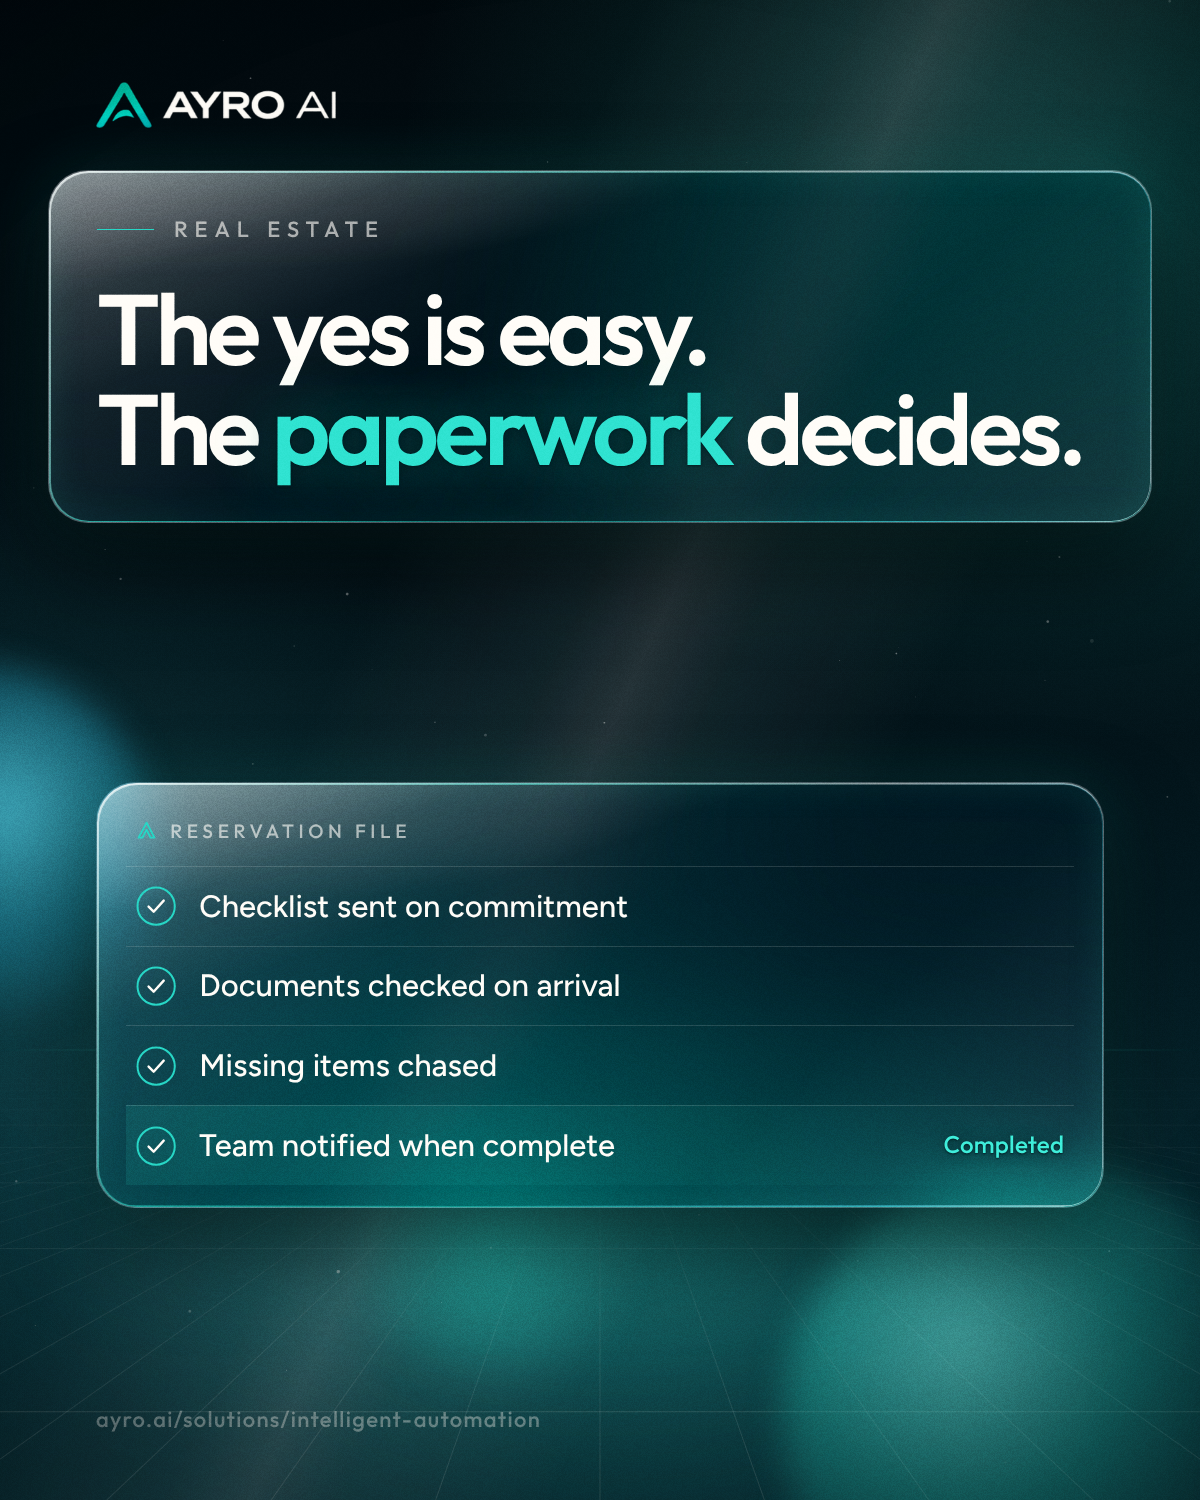 AYRO AI
REAL ESTATE
The yes is easy.
The paperwork decides.
RESERVATION FILE
Checklist sent on commitment
Documents checked on arrival
Missing items chased
Team notified when complete Completed
ayro.ai/solutions/intelligent-automation